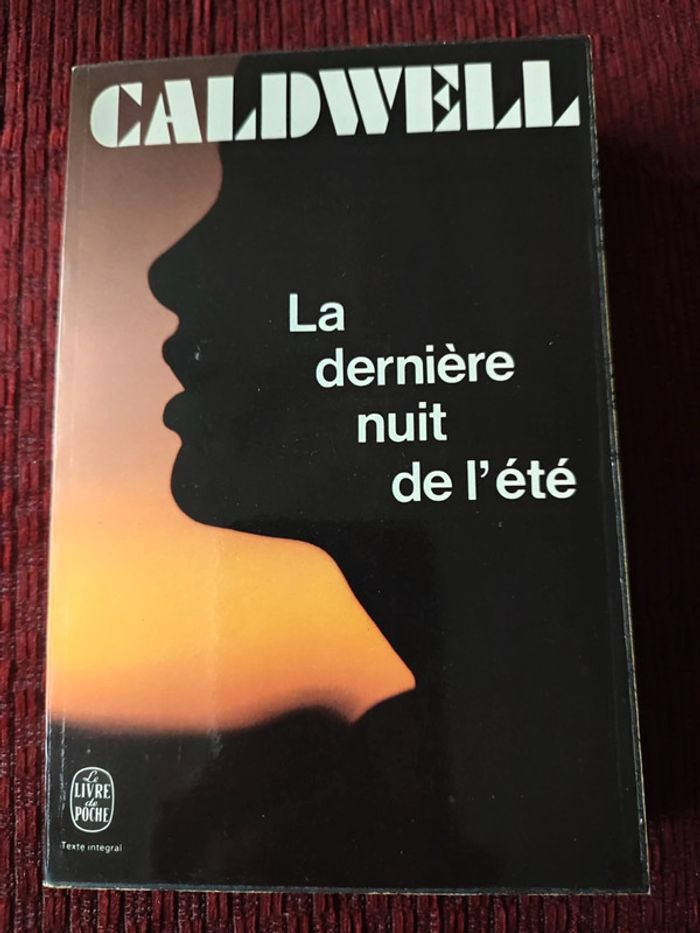 CALDWELL
La
dernière
nuit
de l'été
Le
LIVRE
de
POCHE
Texte intégral